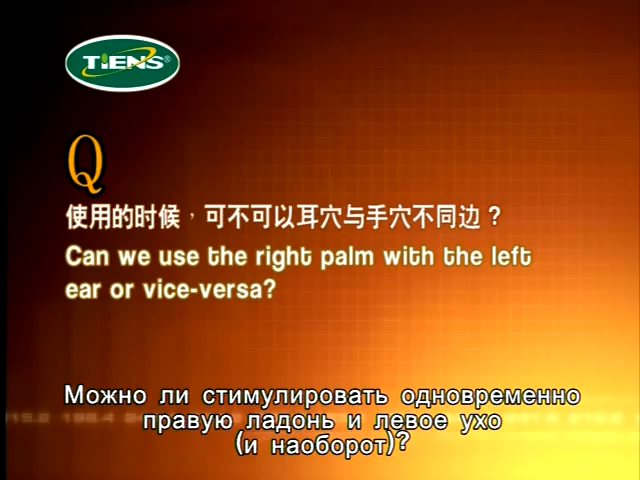 TIENS®
Q
使用的时候，可不可以耳穴与手穴不同边？
Can we use the right palm with the left
ear or vice-versa?
Можно ли стимулировать одновременно
правую ладонь и левое ухо
(и наоборот)?